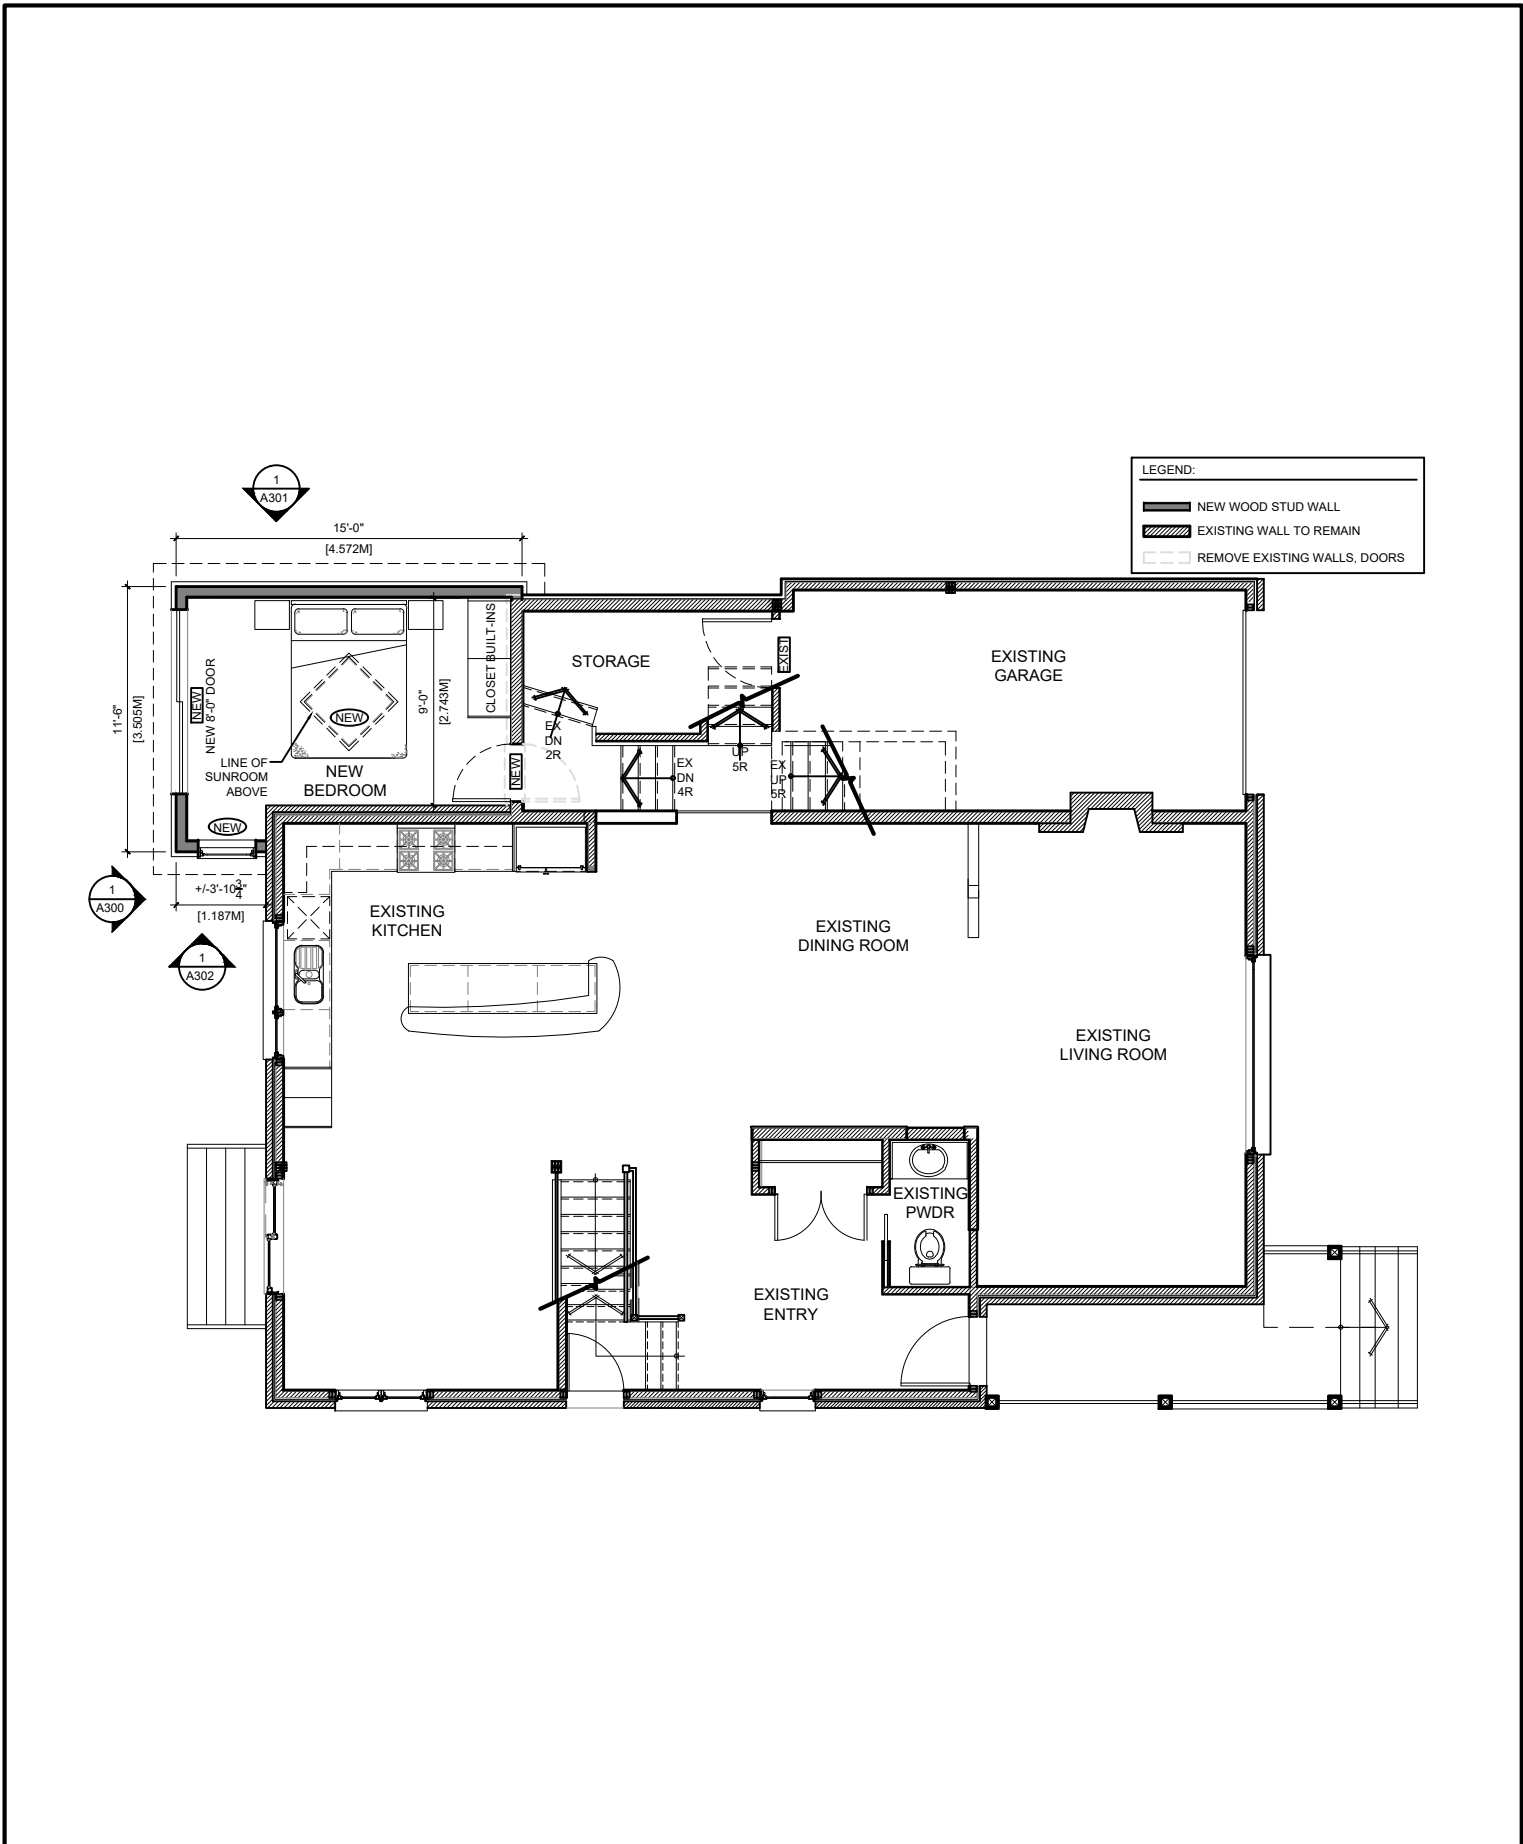 LEGEND:
NEW WOOD STUD WALL
EXISTING WALL TO REMAIN
REMOVE EXISTING WALLS, DOORS
1
A301
15'-0"
[4.572M]
11'-6"
[3.505M]
NEW
NEW 8'-0" DOOR
LINE OF
SUNROOM
ABOVE
NEW
NEW
BEDROOM
NEW
9'-0"
[2.743M]
CLOSET BUILT-INS
NEW
STORAGE
EXIST
EXISTING
GARAGE
EX
DN
2R
EX
DN
4R
UP
5R
EX
UP
5R
1
A300
+/-3'-10 3/4"
[1.187M]
1
A302
EXISTING
KITCHEN
EXISTING
DINING ROOM
EXISTING
LIVING ROOM
EXISTING
PWDR
EXISTING
ENTRY